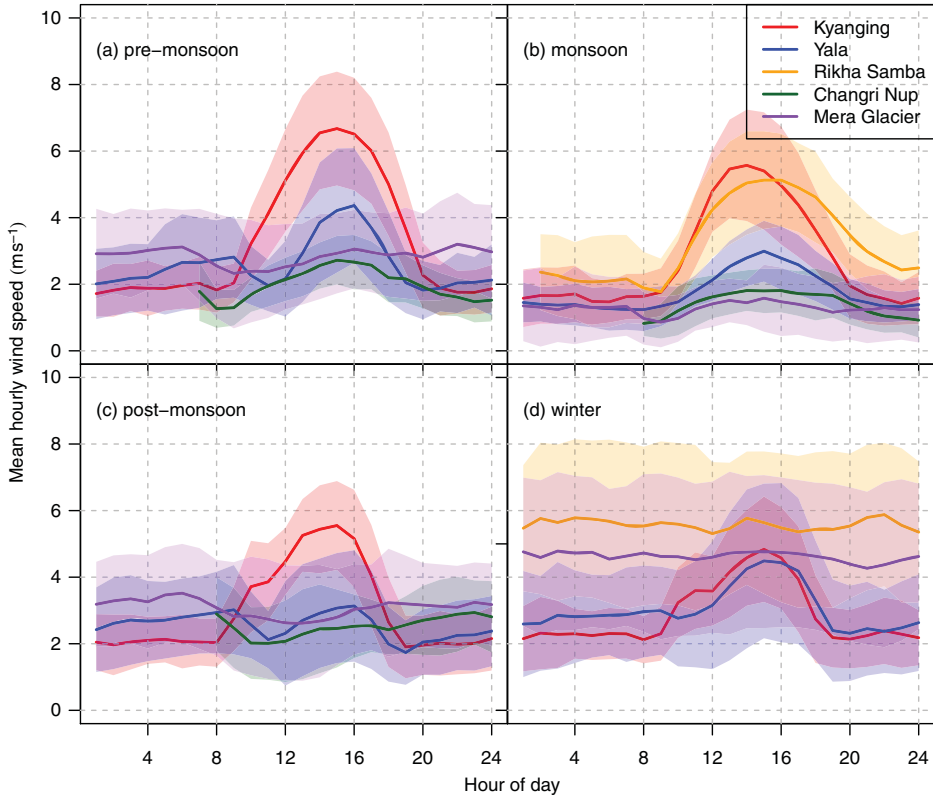 Mean hourly wind speed (m s⁻¹)
10
8
6
4
2
0
(a) pre−monsoon
(b) monsoon
Kyanging
Yala
Rikha Samba
Changri Nup
Mera Glacier
10
8
6
4
2
0
(c) post−monsoon
(d) winter
4 8 12 16 20 24 4 8 12 16 20 24
Hour of day